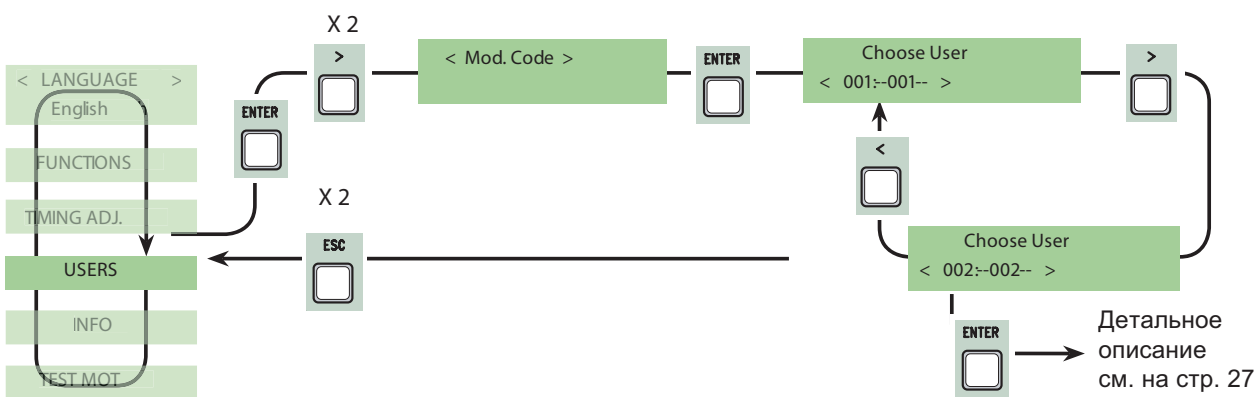 < LANGUAGE >
English
FUNCTIONS
TIMING ADJ.
USERS
INFO
TEST MOT
ENTER
X 2
>
< Mod. Code >
ENTER
Choose User
< 001:--001-- >
>
<
Choose User
< 002:--002-- >
X 2
ESC
ENTER
Детальное
описание
см. на стр. 27